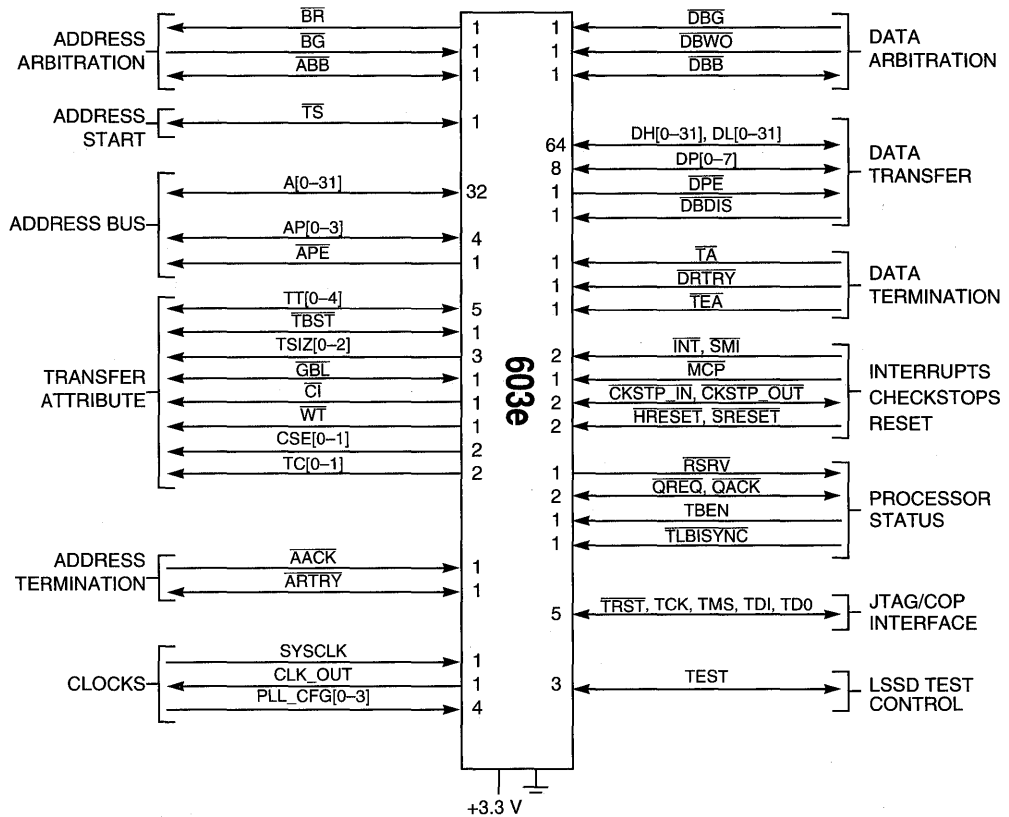 ADDRESS
ARBITRATION
BR
1
BG
1
ABB
1
ADDRESS
START
TS
1
ADDRESS BUS
A[0–31]
32
AP[0–3]
4
APE
1
TRANSFER
ATTRIBUTE
TT[0–4]
5
TBST
1
TSIZ[0–2]
3
GBL
1
CI
1
WT
1
CSE[0–1]
2
TC[0–1]
2
ADDRESS
TERMINATION
AACK
1
ARTRY
1
CLOCKS
SYSCLK
1
CLK_OUT
1
PLL_CFG[0–3]
4
603e
+3.3 V
1
DBG
1
DBWO
1
DBB
DATA
ARBITRATION
64
DH[0–31], DL[0–31]
8
DP[0–7]
1
DPE
1
DBDIS
DATA
TRANSFER
1
TA
1
DRTRY
1
TEA
DATA
TERMINATION
2
INT, SMI
1
MCP
2
CKSTP_IN, CKSTP_OUT
2
HRESET, SRESET
INTERRUPTS
CHECKSTOPS
RESET
1
RSRV
2
QREQ, QACK
1
TBEN
1
TLBISYNC
PROCESSOR
STATUS
5
TRST, TCK, TMS, TDI, TD0
JTAG/COP
INTERFACE
3
TEST
LSSD TEST
CONTROL